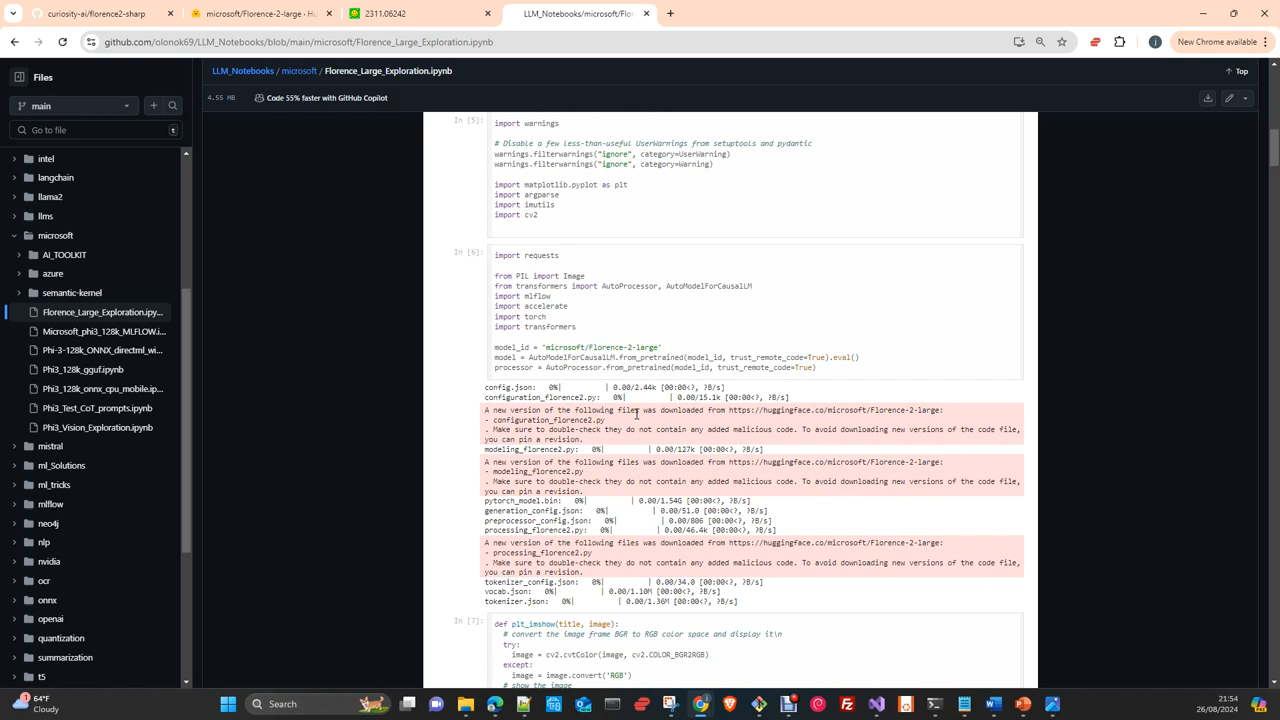 curiosity-ai/florence2-sharp
microsoft/Florence-2-large · Hu
2311.06242
LLM_Notebooks/microsoft/Flore
github.com/olonok69/LLM_Notebooks/blob/main/microsoft/Florence_Large_Exploration.ipynb
New Chrome available
Files
LLM_Notebooks / microsoft / Florence_Large_Exploration.ipynb
Top
main
4.55 MB
Code 55% faster with GitHub Copilot
Go to file
t
intel
langchain
llama2
llms
microsoft
AI_TOOLKIT
azure
semantic-kernel
Florence_Large_Exploration.ipy...
Microsoft_phi3_128k_MLFLOW.i...
Phi-3-128k_ONNX_directml_wi...
Phi3_128k_gguf.ipynb
Phi3_128k_onnx_cpu_mobile.ip...
Phi3_Test_CoT_prompts.ipynb
Phi3_Vision_Exploration.ipynb
mistral
ml_Solutions
ml_tricks
mlflow
neo4j
nlp
nvidia
ocr
onnx
openai
quantization
summarization
t5
In [5]:
import warnings
# Disable a few less-than-useful UserWarnings from setuptools and pydantic
warnings.filterwarnings("ignore", category=UserWarning)
warnings.filterwarnings("ignore", category=Warning)
import matplotlib.pyplot as plt
import argparse
import imutils
import cv2
In [6]:
import requests
from PIL import Image
from transformers import AutoProcessor, AutoModelForCausalLM
import mlflow
import accelerate
import torch
import transformers
model_id = 'microsoft/Florence-2-large'
model = AutoModelForCausalLM.from_pretrained(model_id, trust_remote_code=True).eval()
processor = AutoProcessor.from_pretrained(model_id, trust_remote_code=True)
config.json: 0%| | 0.00/2.44k [00:00<?, ?B/s]
configuration_florence2.py: 0%| | 0.00/15.1k [00:00<?, ?B/s]
A new version of the following files was downloaded from https://huggingface.co/microsoft/Florence-2-large:
- configuration_florence2.py
. Make sure to double-check they do not contain any added malicious code. To avoid downloading new versions of the code file,
you can pin a revision.
modeling_florence2.py: 0%| | 0.00/127k [00:00<?, ?B/s]
A new version of the following files was downloaded from https://huggingface.co/microsoft/Florence-2-large:
- modeling_florence2.py
. Make sure to double-check they do not contain any added malicious code. To avoid downloading new versions of the code file,
you can pin a revision.
pytorch_model.bin: 0%| | 0.00/1.54G [00:00<?, ?B/s]
generation_config.json: 0%| | 0.00/51.0 [00:00<?, ?B/s]
preprocessor_config.json: 0%| | 0.00/806 [00:00<?, ?B/s]
processing_florence2.py: 0%| | 0.00/46.4k [00:00<?, ?B/s]
A new version of the following files was downloaded from https://huggingface.co/microsoft/Florence-2-large:
- processing_florence2.py
. Make sure to double-check they do not contain any added malicious code. To avoid downloading new versions of the code file,
you can pin a revision.
tokenizer_config.json: 0%| | 0.00/34.0 [00:00<?, ?B/s]
vocab.json: 0%| | 0.00/1.10M [00:00<?, ?B/s]
tokenizer.json: 0%| | 0.00/1.36M [00:00<?, ?B/s]
In [7]:
def plt_imshow(title, image):
# convert the image frame BGR to RGB color space and display it\n
try:
image = cv2.cvtColor(image, cv2.COLOR_BGR2RGB)
except:
image = image.convert('RGB')
# show the image
64°F
Cloudy
Search
21:54
26/08/2024